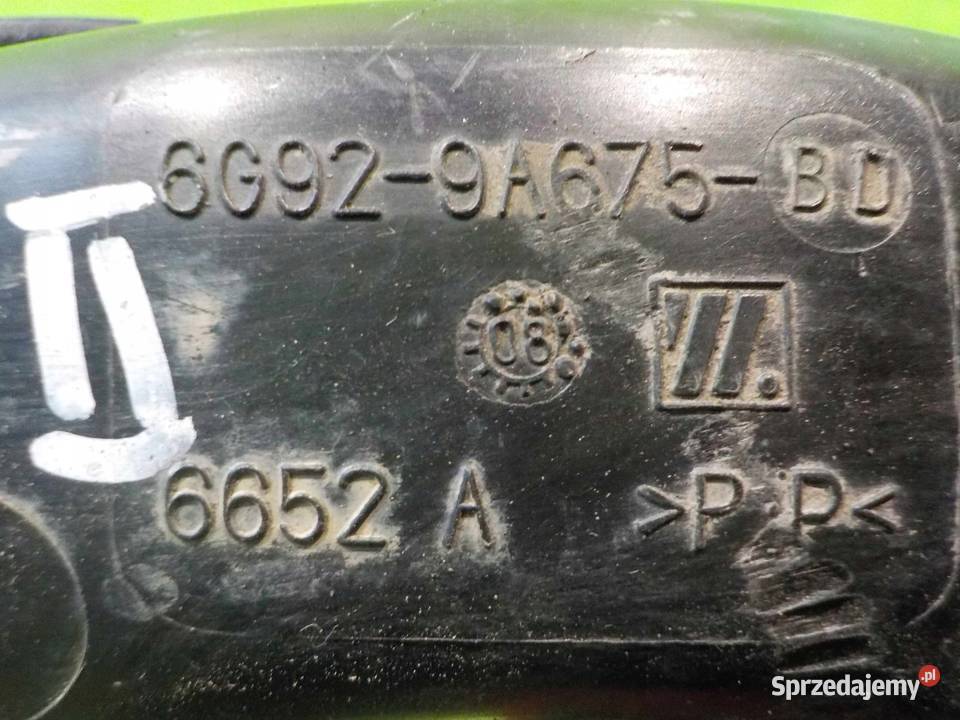 6G92-9A675-BD
08
6652 A
>P.P<
Sprzedajemy.pl